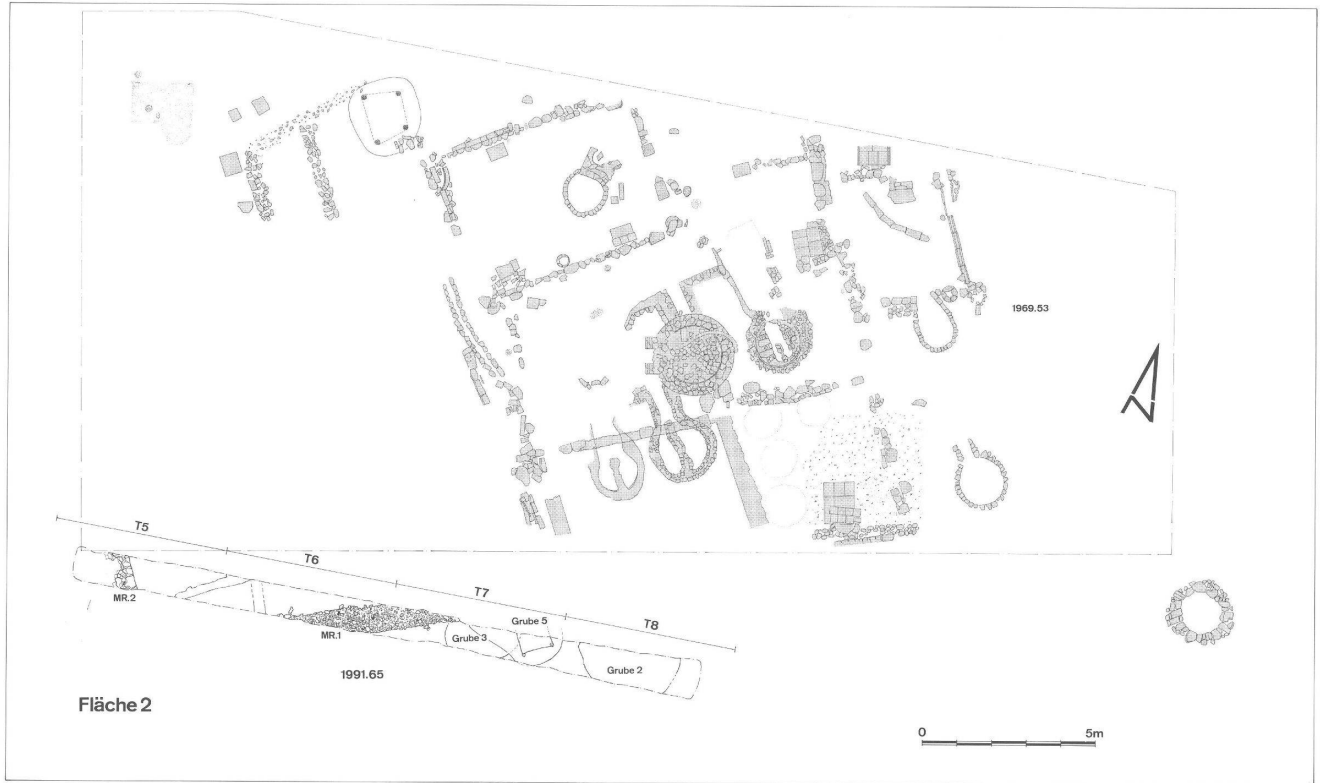 1969.53
N
T5
T6
T7
T8
MR.2
MR.1
Grube 3
Grube 5
Grube 2
1991.65
Fläche 2
0
5m